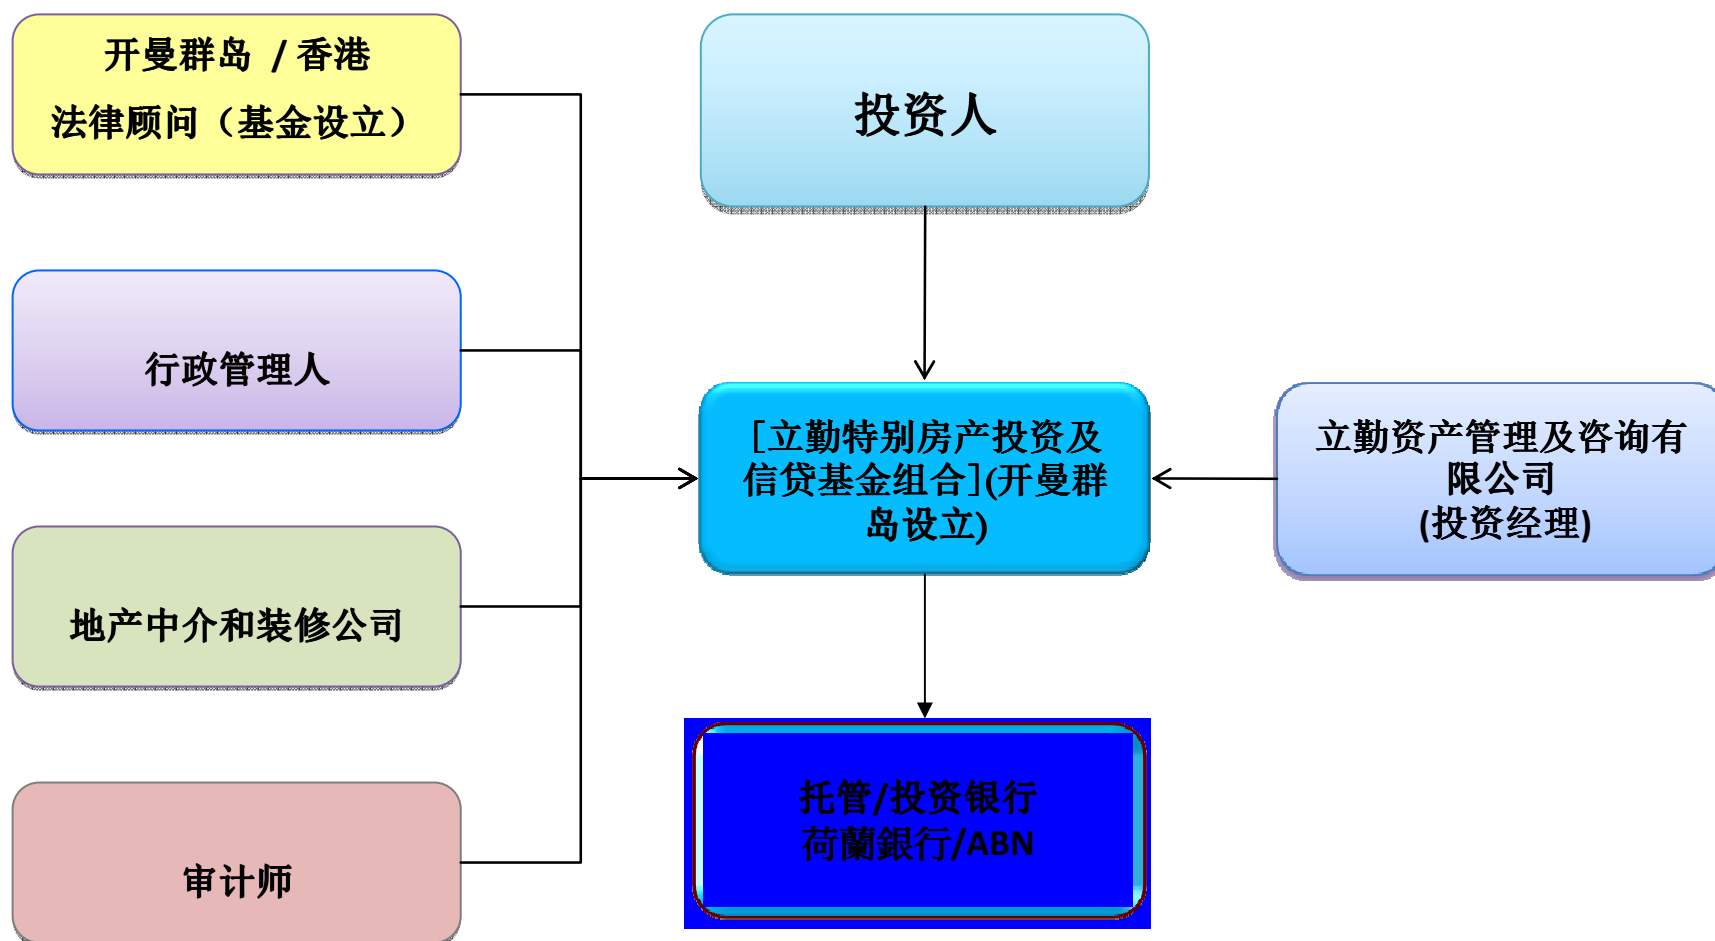 开曼群岛 / 香港
法律顾问（基金设立）
投资人
行政管理人
[立勤特别房产投资及
信贷基金组合](开曼群
岛设立)
立勤资产管理及咨询有
限公司
(投资经理)
地产中介和装修公司
托管/投资银行
荷蘭銀行/ABN
审计师